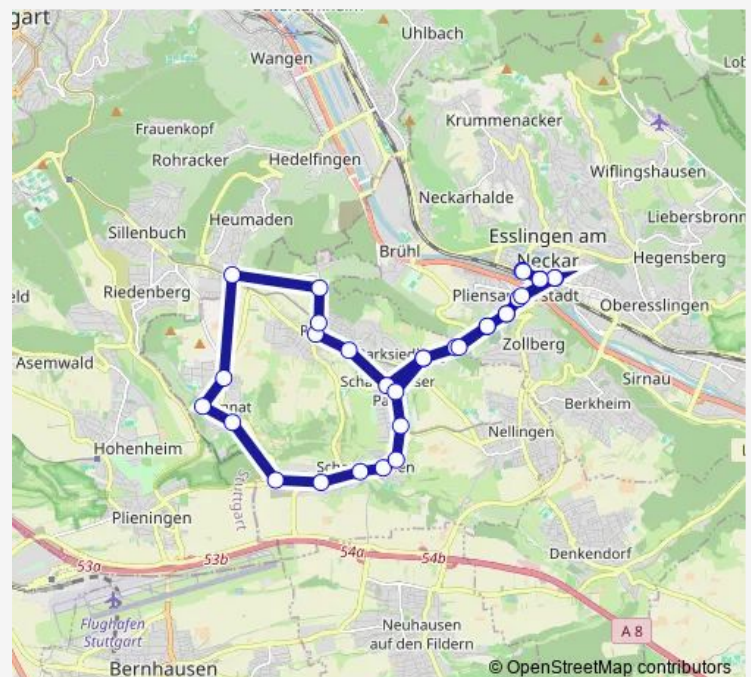 gart
Uhlbach
Wangen
Krummenacker
Frauenkopf
Rohracker
Hedelfingen
Wiflingshausen
Neckarhalde
Heumaden
Liebersbronn
Sillenbuch
Esslingen am
Neckar
Brühl
Hegensberg
Riedenberg
Oberesslingen
Asemwald
Zollberg
Sirnau
Berkheim
Hohenheim
Nellingen
Stuttgart
Plieningen
53a
53b
54a
54b
Denkendorf
Flughafen
Stuttgart
Neuhausen
auf den Fildern
A 8
Bernhausen
© OpenStreetMap contributors